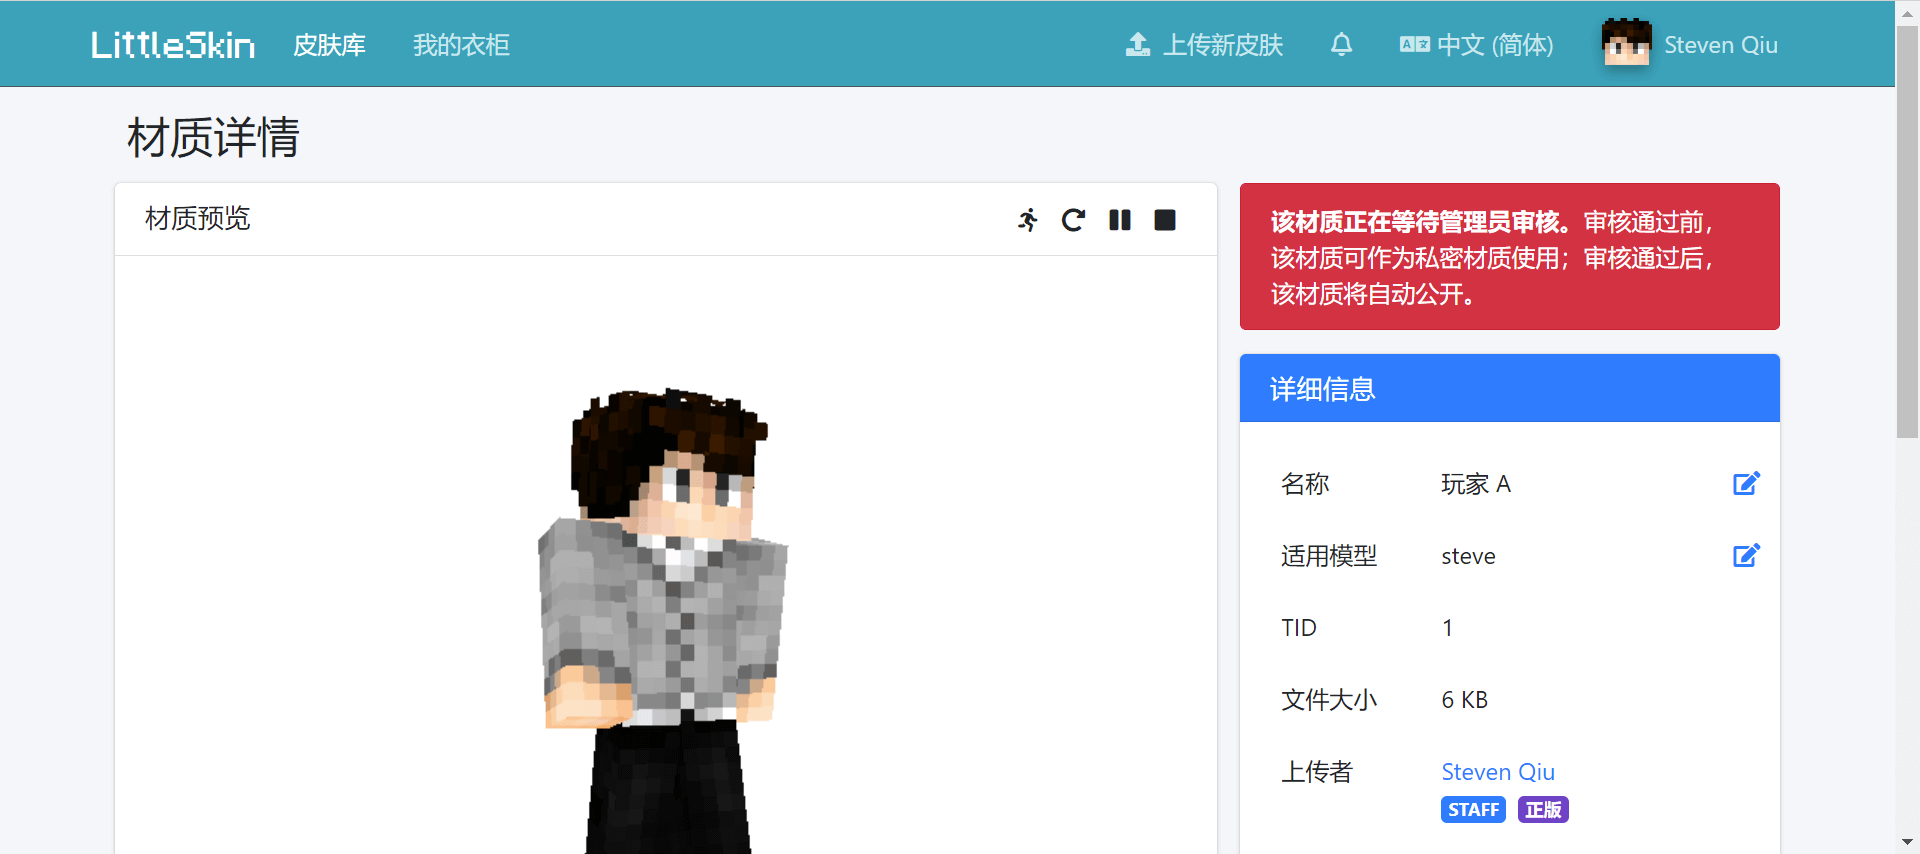 LittleSkin 皮肤库 我的衣柜 上传新皮肤 中文 (简体) Steven Qiu
材质详情
材质预览
该材质正在等待管理员审核。审核通过前，
该材质可作为私密材质使用；审核通过后，
该材质将自动公开。
详细信息
名称 玩家 A
适用模型 steve
TID 1
文件大小 6 KB
上传者 Steven Qiu
STAFF 正版